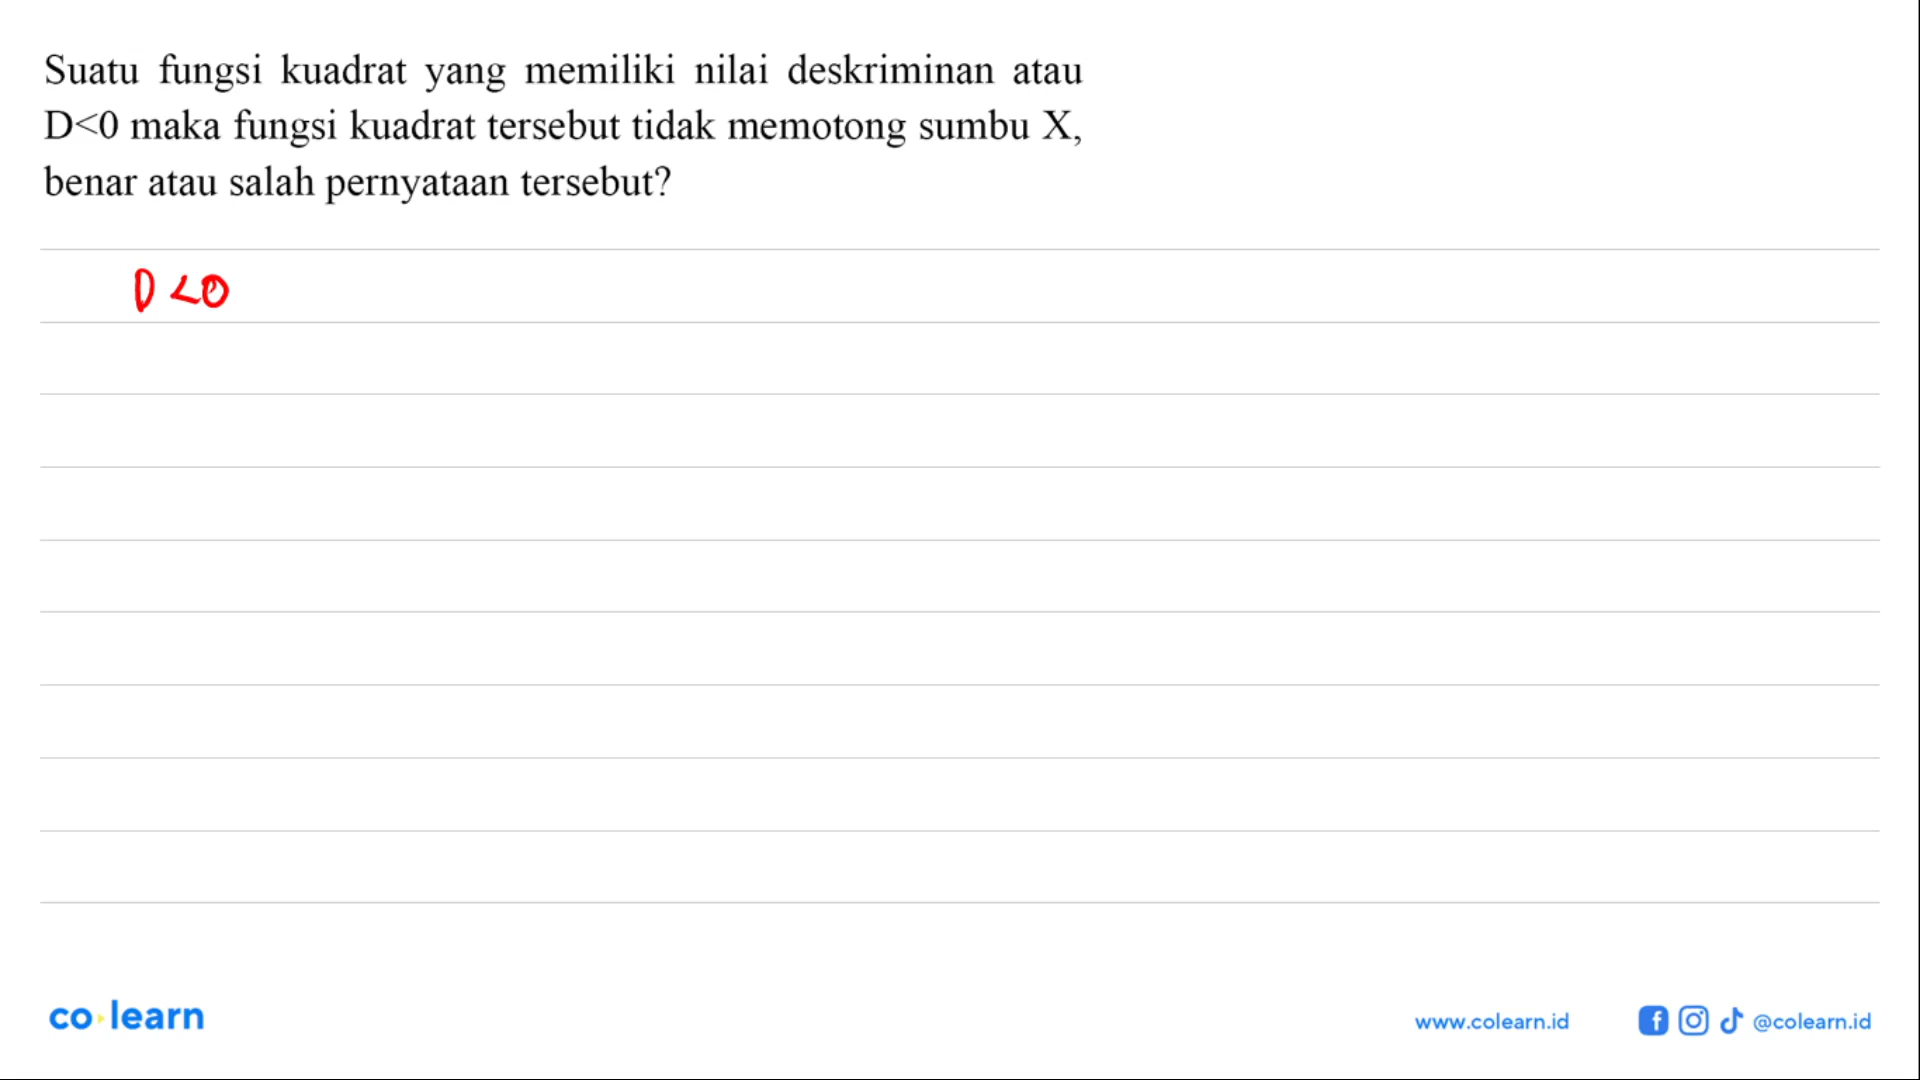 Suatu fungsi kuadrat yang memiliki nilai deskriminan atau
D<0 maka fungsi kuadrat tersebut tidak memotong sumbu X,
benar atau salah pernyataan tersebut?
D<0
co learn
www.colearn.id
@colearn.id